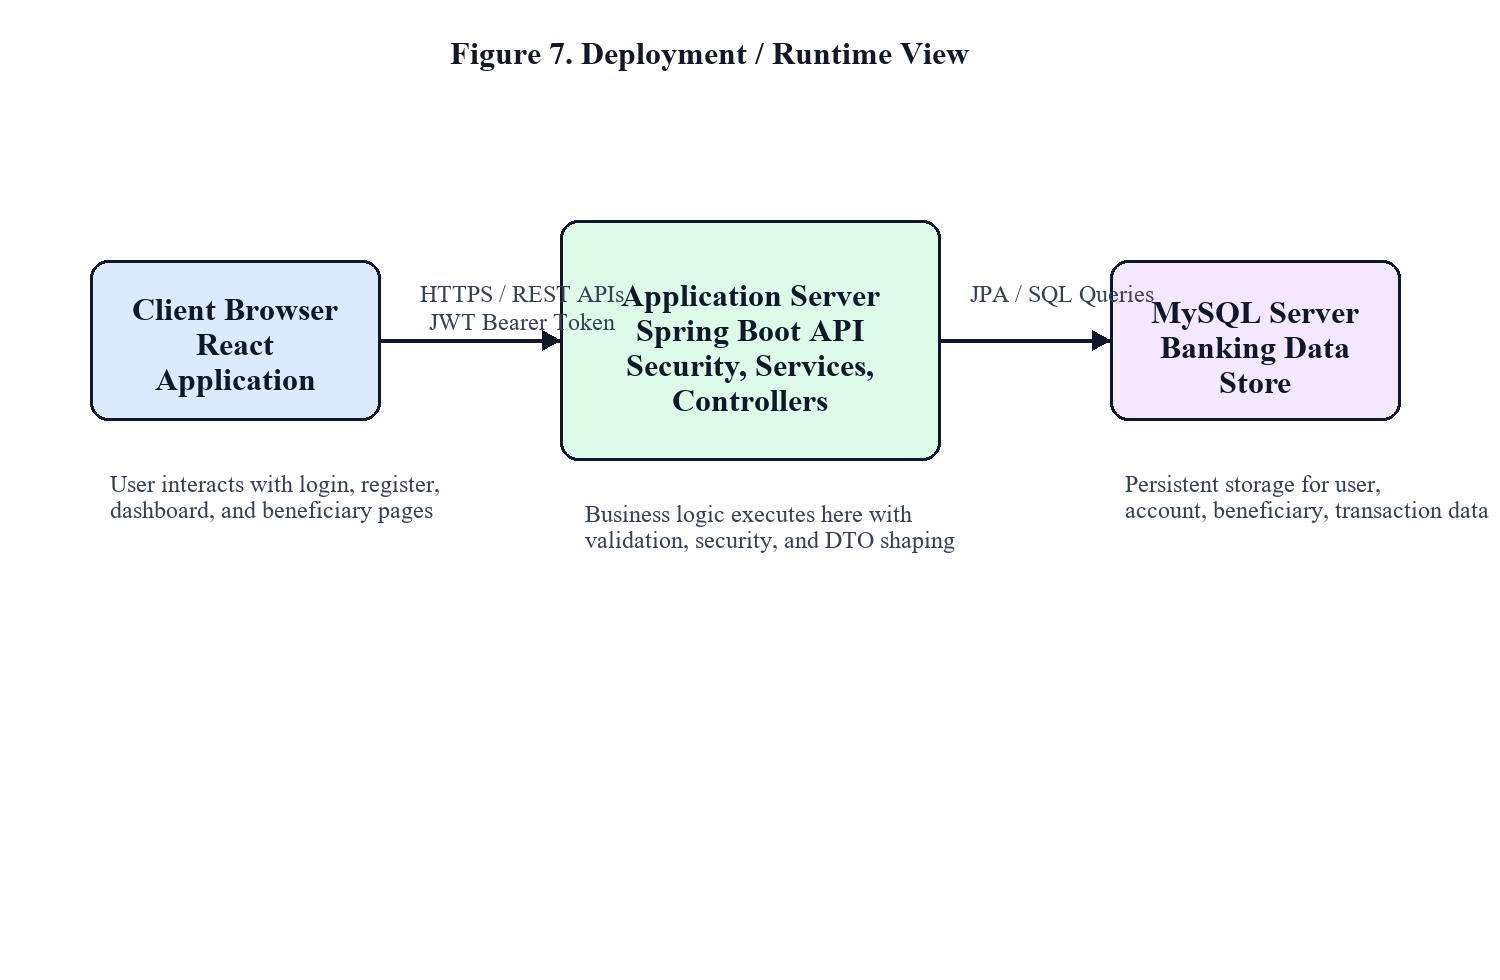 Figure 7. Deployment / Runtime View
Client Browser
React
Application
HTTPS / REST APIs
JWT Bearer Token
Application Server
Spring Boot API
Security, Services,
Controllers
JPA / SQL Queries
MySQL Server
Banking Data
Store
User interacts with login, register,
dashboard, and beneficiary pages
Business logic executes here with
validation, security, and DTO shaping
Persistent storage for user,
account, beneficiary, transaction data